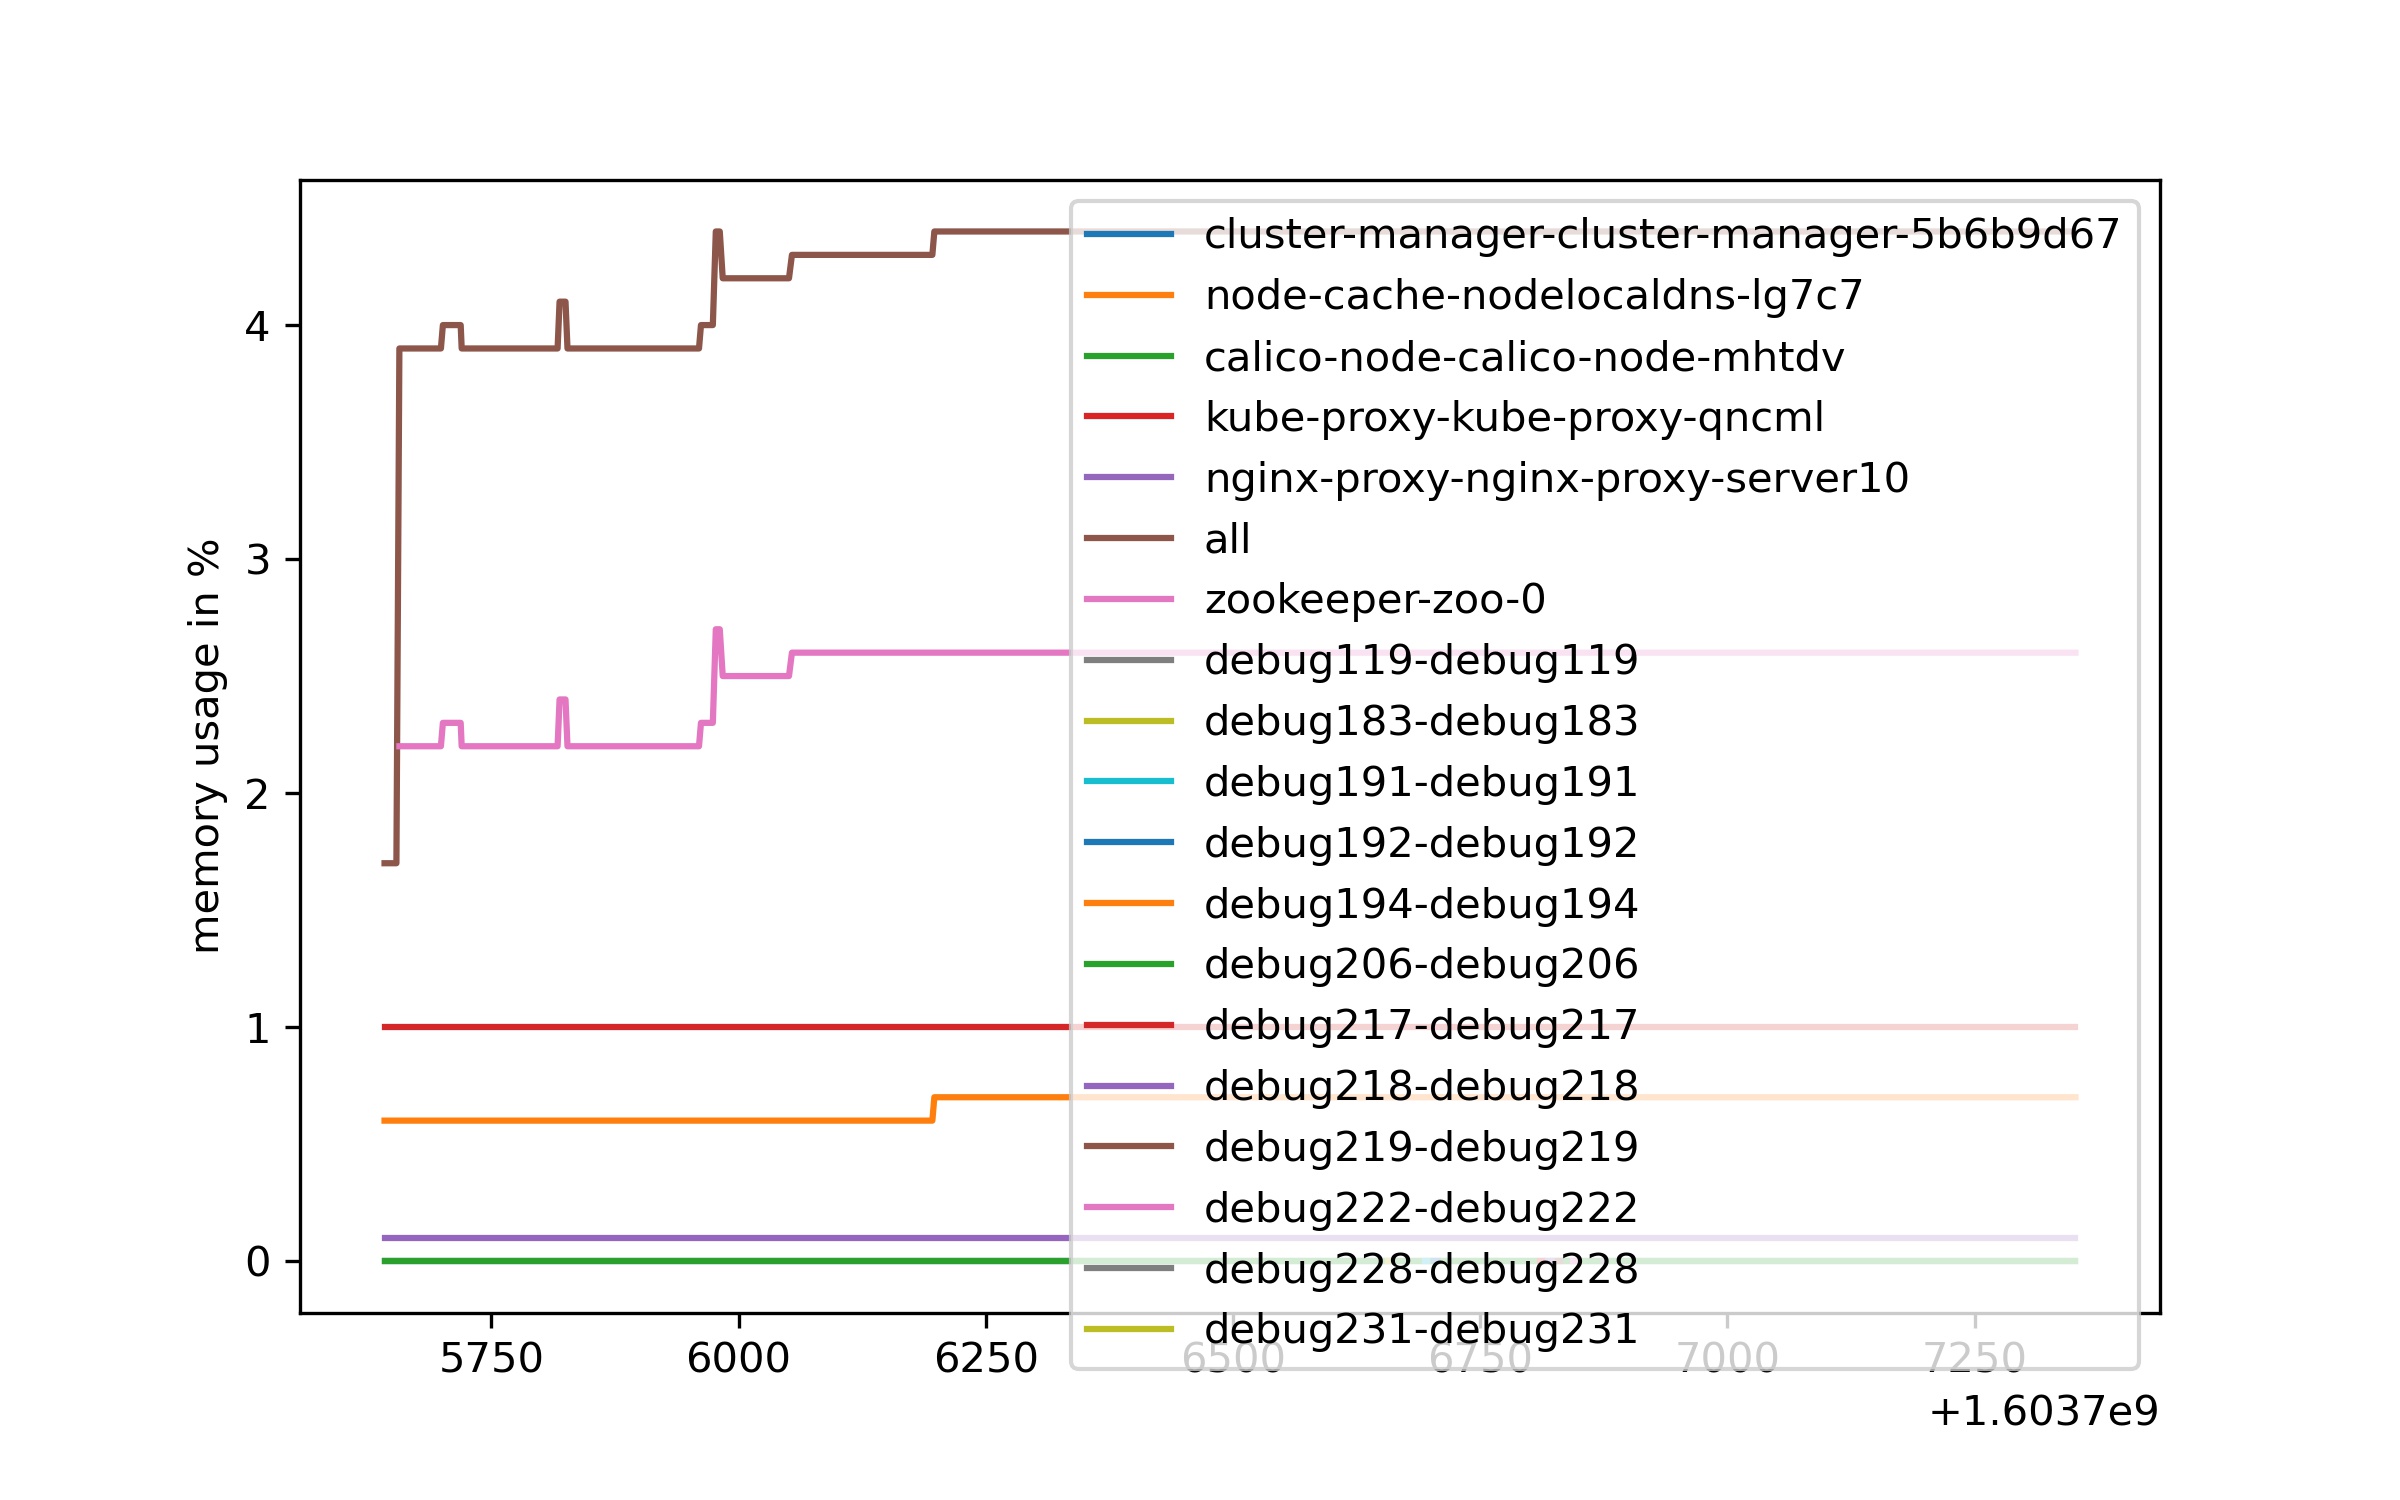 memory usage in %
4
3
2
1
0
cluster-manager-cluster-manager-5b6b9d67
node-cache-nodelocaldns-lg7c7
calico-node-calico-node-mhtdv
kube-proxy-kube-proxy-qncml
nginx-proxy-nginx-proxy-server10
all
zookeeper-zoo-0
debug119-debug119
debug183-debug183
debug191-debug191
debug192-debug192
debug194-debug194
debug206-debug206
debug217-debug217
debug218-debug218
debug219-debug219
debug222-debug222
debug228-debug228
debug231-debug231
5750 6000 6250 6500 6750 7000 7250
+1.6037e9